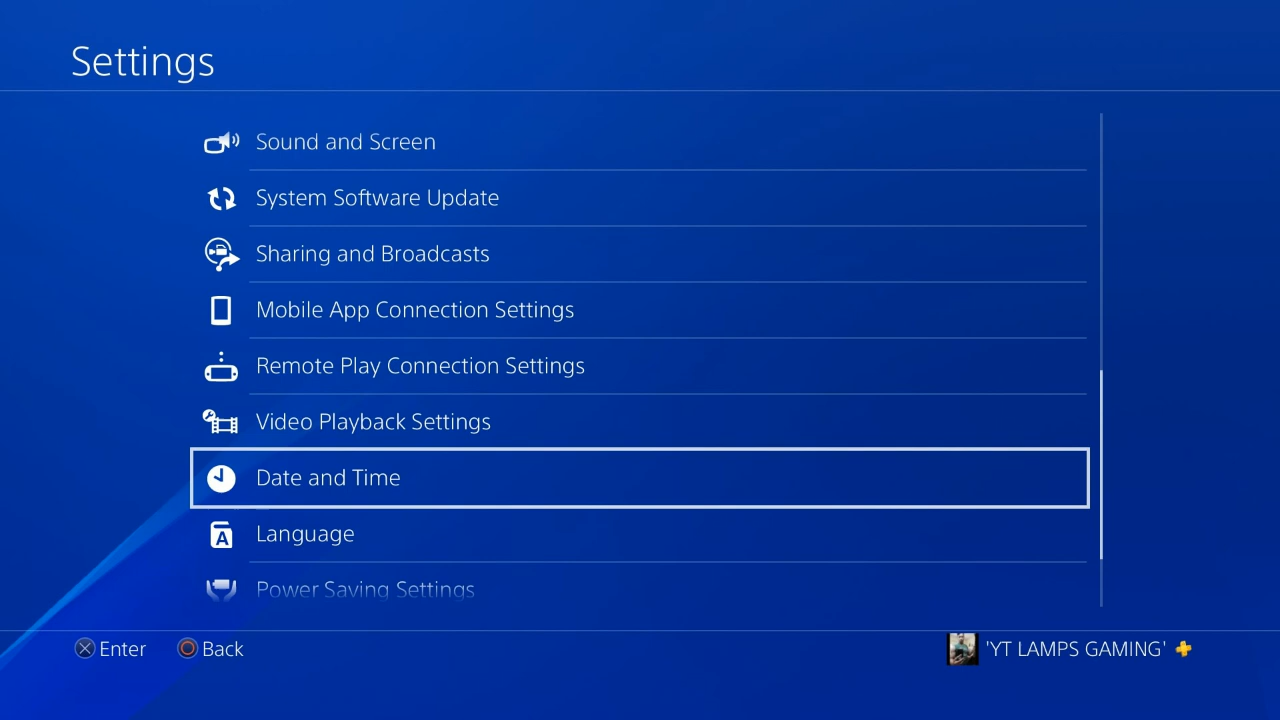 Settings
Sound and Screen
System Software Update
Sharing and Broadcasts
Mobile App Connection Settings
Remote Play Connection Settings
Video Playback Settings
Date and Time
Language
Power Saving Settings
Enter Back 'YT LAMPS GAMING'